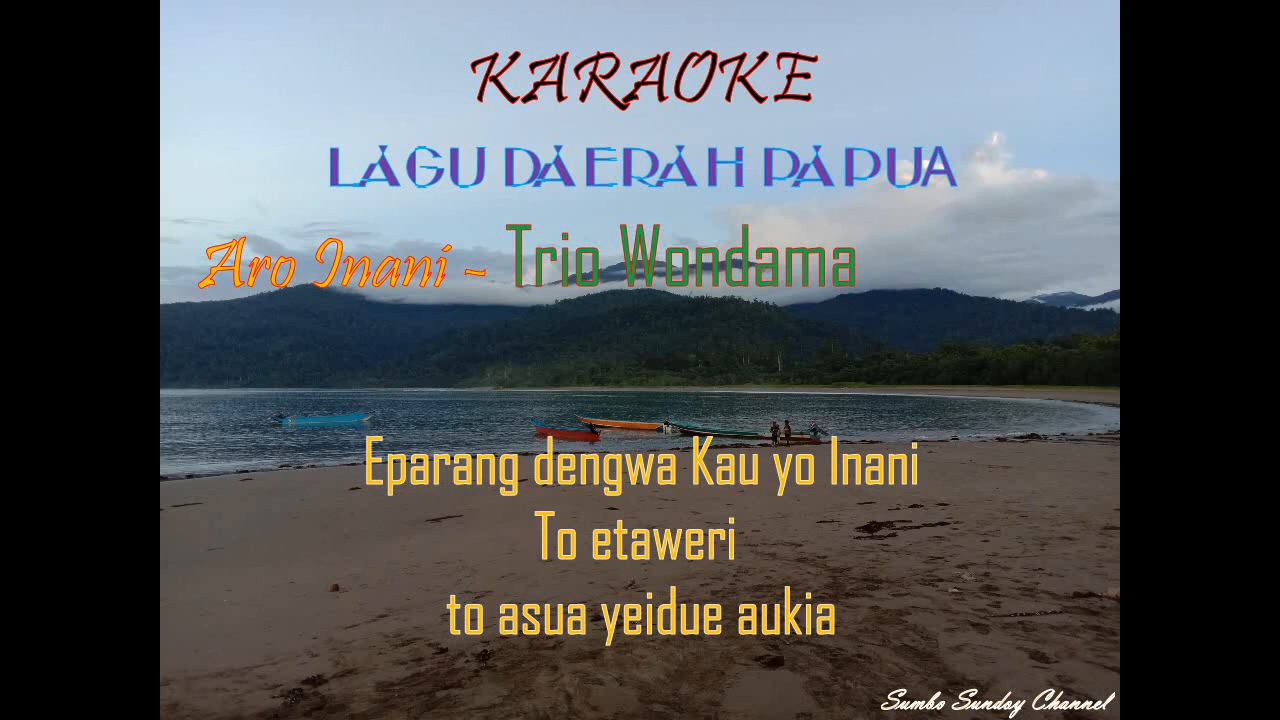 KARAOKE
LAGU DAERAH PAPUA
Aro Inani - Trio Wondama
Eparang dengwa Kau yo Inani
To etaweri
to asua yeidue aukia
Sumbo Sundoy Channel